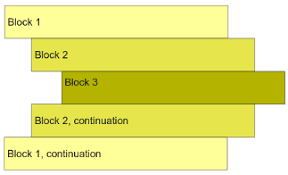 Block 1
Block 2
Block 3
Block 2, continuation
Block 1, continuation